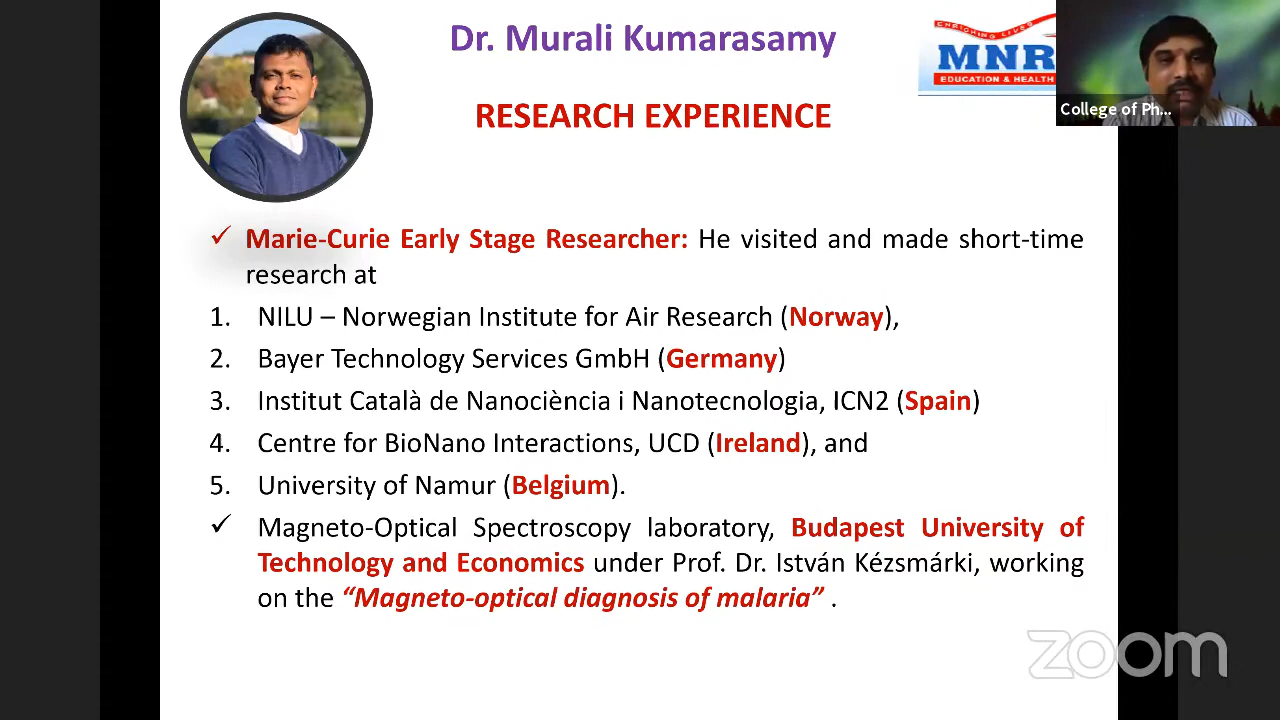 Dr. Murali Kumarasamy
ENRICHING LIVES
MNR
EDUCATION & HEALTH
College of Ph...
RESEARCH EXPERIENCE
✓ Marie-Curie Early Stage Researcher: He visited and made short-time
research at
1. NILU – Norwegian Institute for Air Research (Norway),
2. Bayer Technology Services GmbH (Germany)
3. Institut Català de Nanociència i Nanotecnologia, ICN2 (Spain)
4. Centre for BioNano Interactions, UCD (Ireland), and
5. University of Namur (Belgium).
✓ Magneto-Optical Spectroscopy laboratory, Budapest University of
Technology and Economics under Prof. Dr. István Kézsmárki, working
on the “Magneto-optical diagnosis of malaria” .
zoom